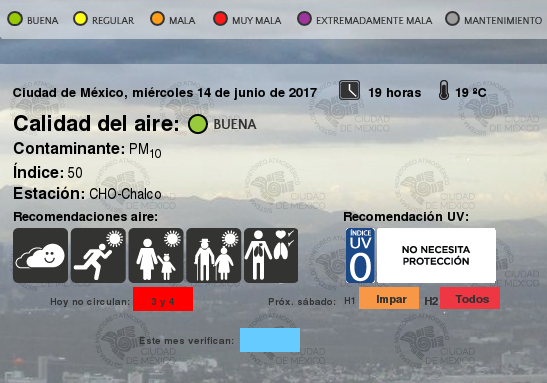 BUENA REGULAR MALA MUY MALA EXTREMADAMENTE MALA MANTENIMIENTO
Ciudad de México, miércoles 14 de junio de 2017 19 horas 19 ºC
Calidad del aire: BUENA
Contaminante: PM10
Índice: 50
Estación: CHO-Chalco
Recomendaciones aire: Recomendación UV:
ÍNDICE
UV
0
NO NECESITA
PROTECCIÓN
Hoy no circulan: 3 y 4 Próx. sábado: H1 Impar H2 Todos
Este mes verifican:
CIUDAD
DE MÉXICO